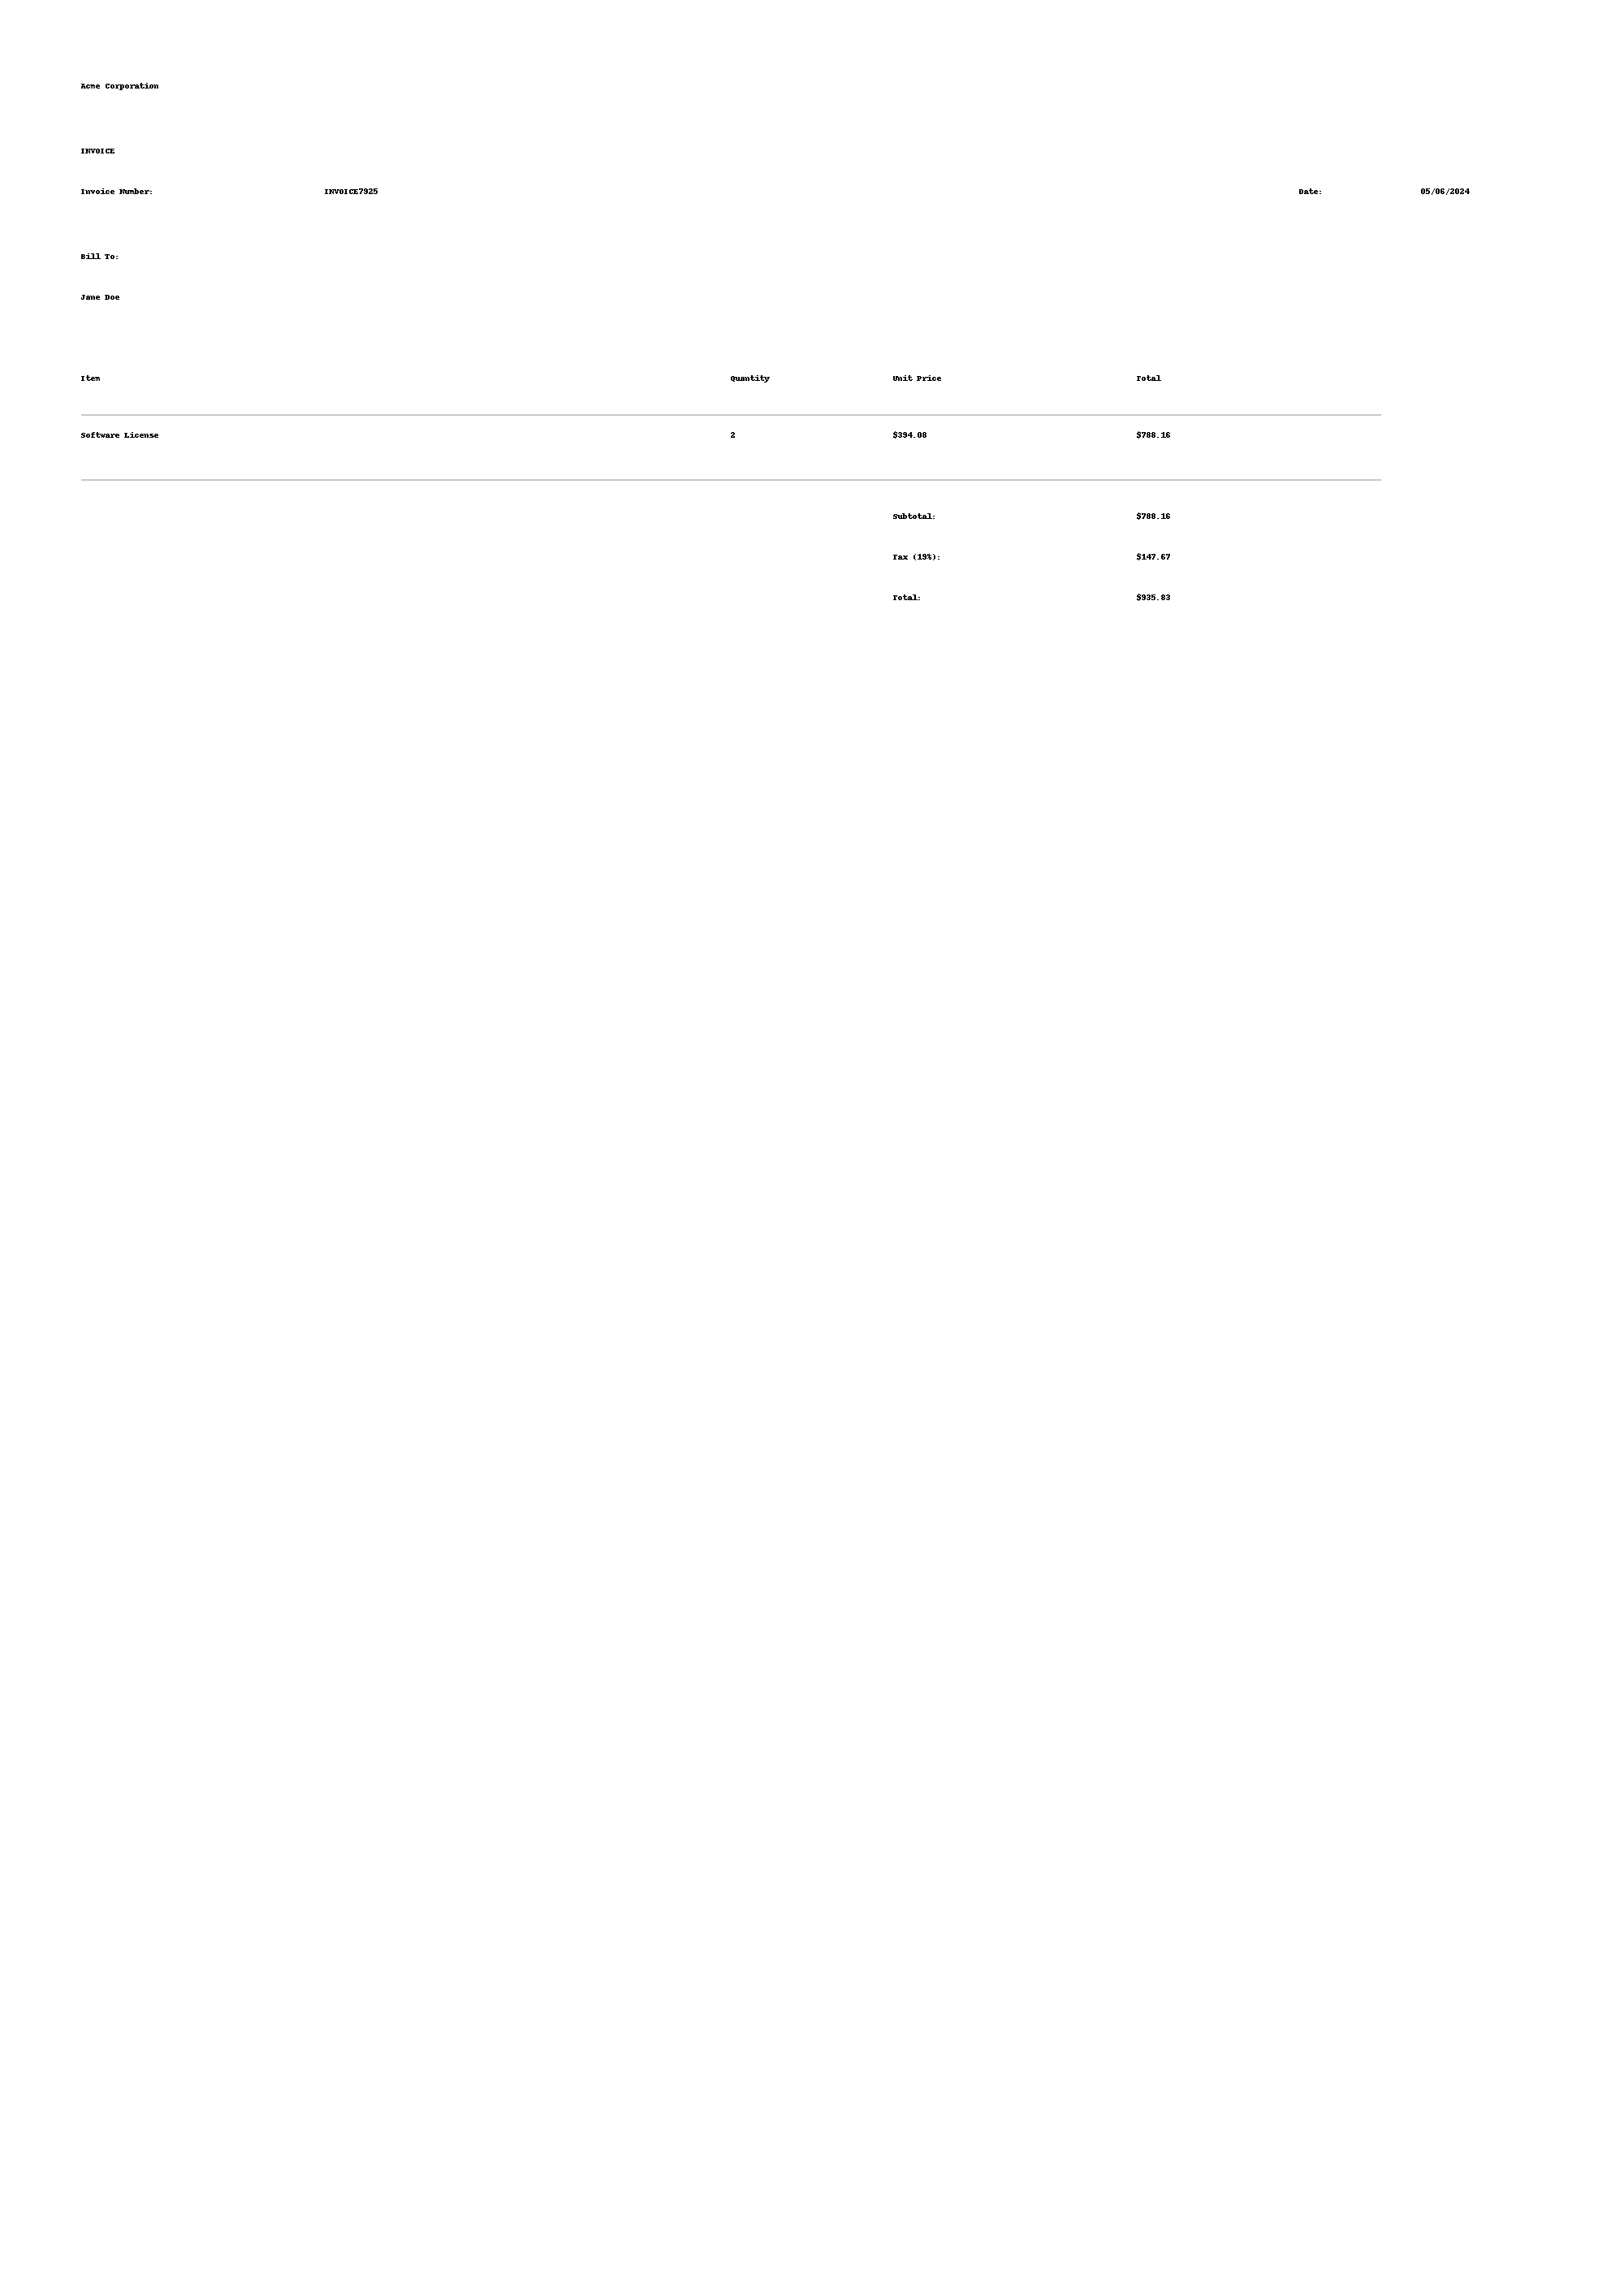 Acme Corporation
INVOICE
Invoice Number: INVOICE7925 Date: 05/06/2024
Bill To:
Jane Doe
Item Quantity Unit Price Total
Software License 2 $394.08 $788.16
Subtotal: $788.16
Tax (19%): $147.67
Total: $935.83